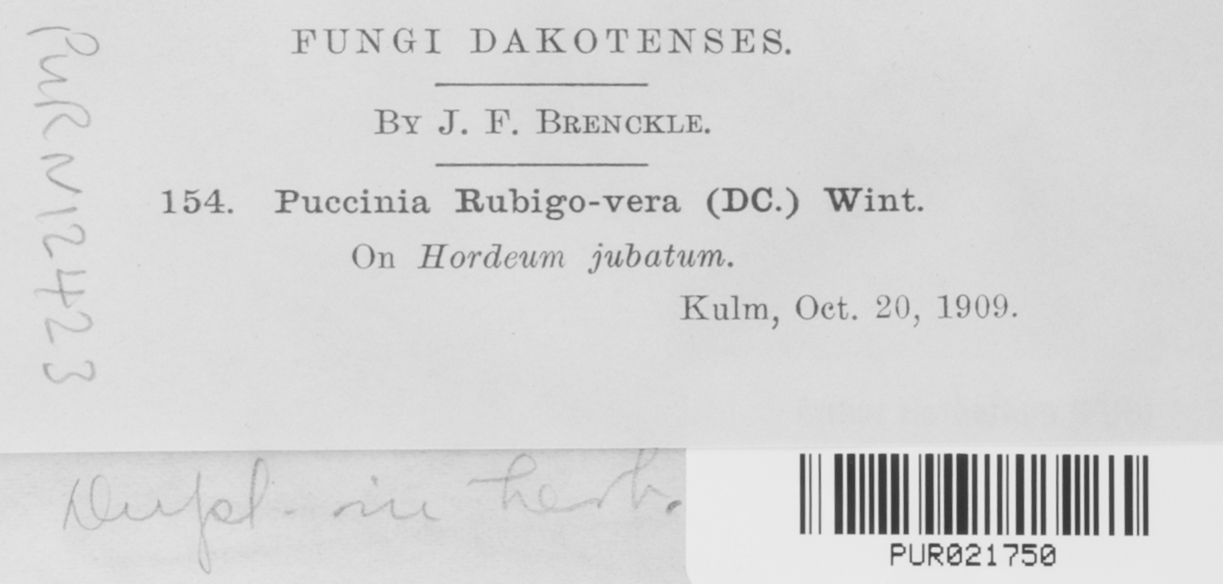 FUNGI DAKOTENSES.
BY J. F. BRENCKLE.
154. Puccinia Rubigo-vera (DC.) Wint.
On Hordeum jubatum.
Kulm, Oct. 20, 1909.
PUR N12423
Dupl. in herb.
PUR021750